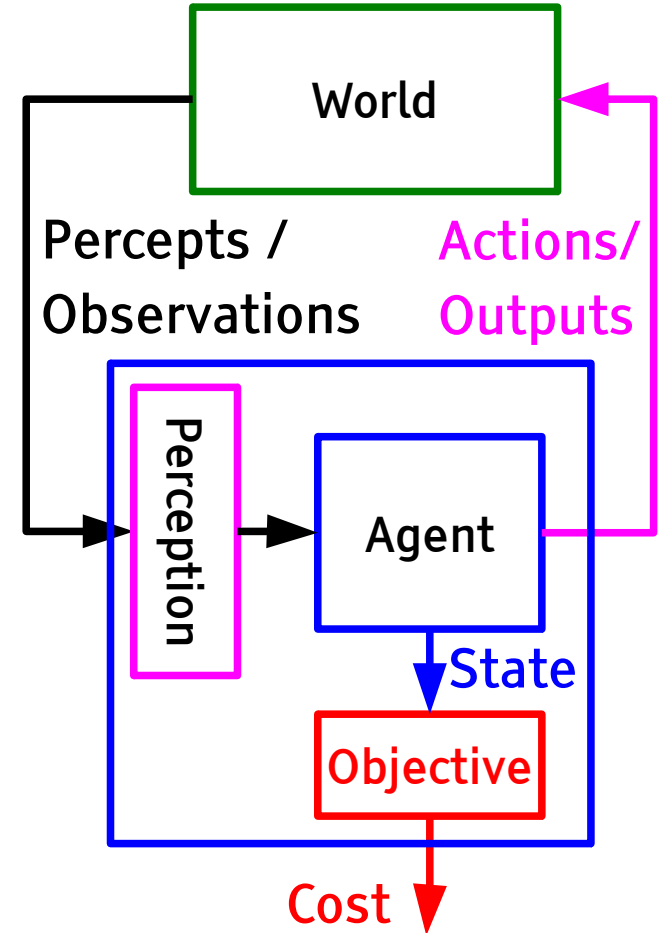 World
Percepts /
Observations
Actions/
Outputs
Perception
Agent
State
Objective
Cost